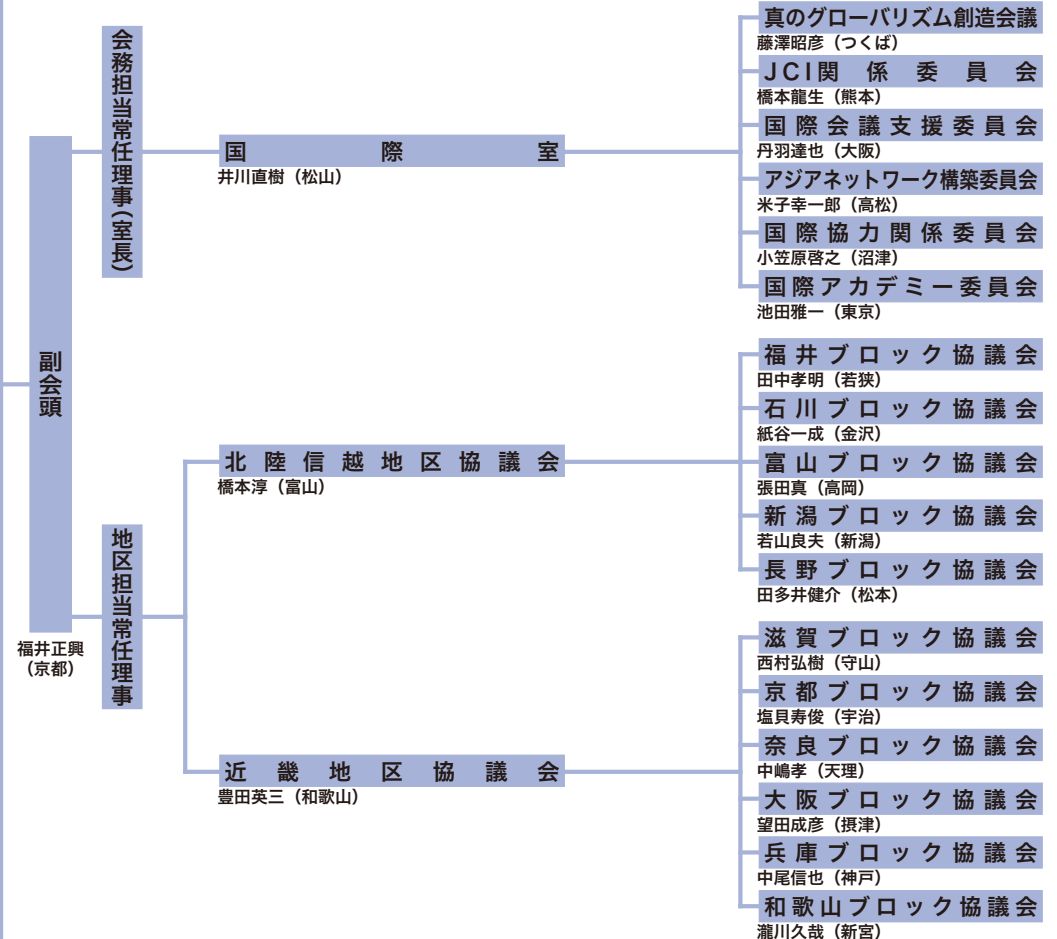 副会頭
福井正興
（京都）
会務担当常任理事（室長）
国際室
井川直樹（松山）
真のグローバリズム創造会議
藤澤昭彦（つくば）
JCI関係委員会
橋本龍生（熊本）
国際会議支援委員会
丹羽達也（大阪）
アジアネットワーク構築委員会
米子幸一郎（高松）
国際協力関係委員会
小笠原啓之（沼津）
国際アカデミー委員会
池田雅一（東京）
地区担当常任理事
北陸信越地区協議会
橋本淳（富山）
福井ブロック協議会
田中孝明（若狭）
石川ブロック協議会
紙谷一成（金沢）
富山ブロック協議会
張田真（高岡）
新潟ブロック協議会
若山良夫（新潟）
長野ブロック協議会
田多井健介（松本）
近畿地区協議会
豊田英三（和歌山）
滋賀ブロック協議会
西村弘樹（守山）
京都ブロック協議会
塩貝寿俊（宇治）
奈良ブロック協議会
中嶋孝（天理）
大阪ブロック協議会
望田成彦（摂津）
兵庫ブロック協議会
中尾信也（神戸）
和歌山ブロック協議会
瀧川久哉（新宮）